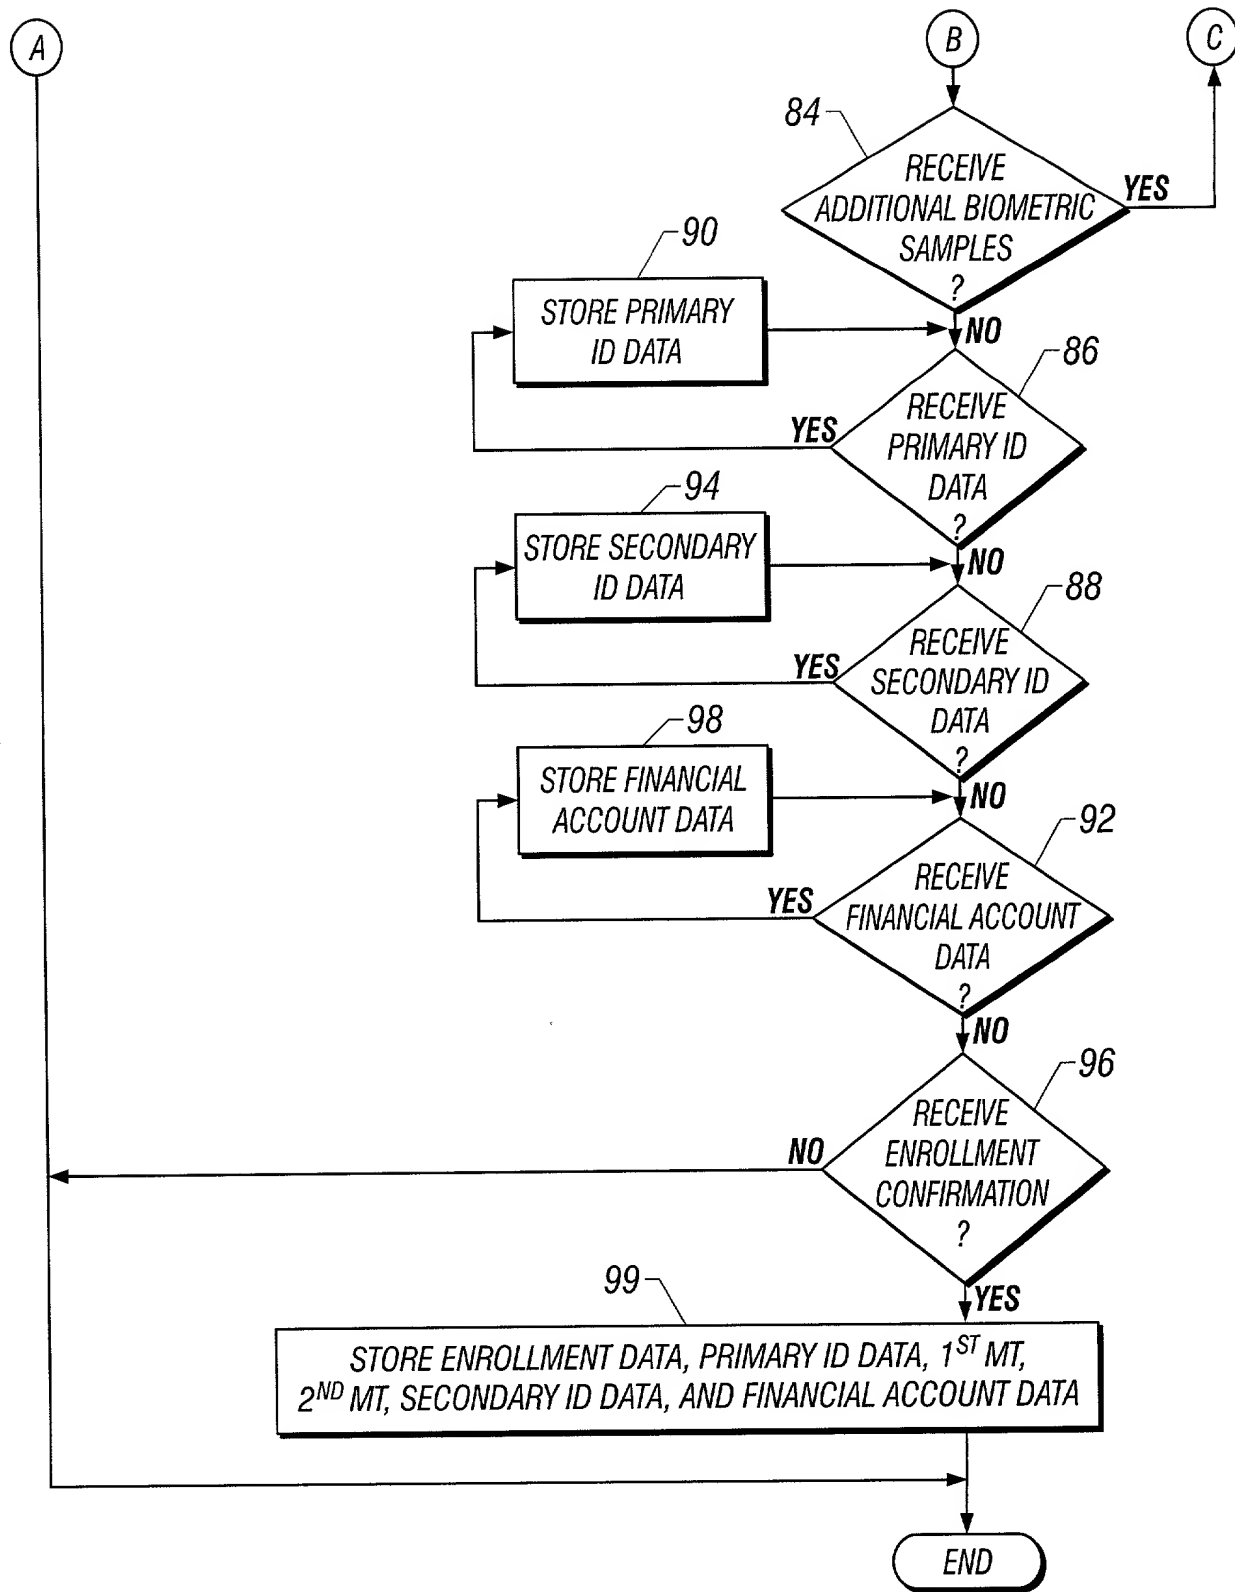 A
B
C
84
RECEIVE
ADDITIONAL BIOMETRIC
SAMPLES
?
YES
90
STORE PRIMARY
ID DATA
NO
86
RECEIVE
PRIMARY ID
DATA
?
YES
94
STORE SECONDARY
ID DATA
NO
88
RECEIVE
SECONDARY ID
DATA
?
YES
98
STORE FINANCIAL
ACCOUNT DATA
NO
92
RECEIVE
FINANCIAL ACCOUNT
DATA
?
YES
NO
96
RECEIVE
ENROLLMENT
CONFIRMATION
?
NO
YES
99
STORE ENROLLMENT DATA, PRIMARY ID DATA, 1ST MT,
2ND MT, SECONDARY ID DATA, AND FINANCIAL ACCOUNT DATA
END